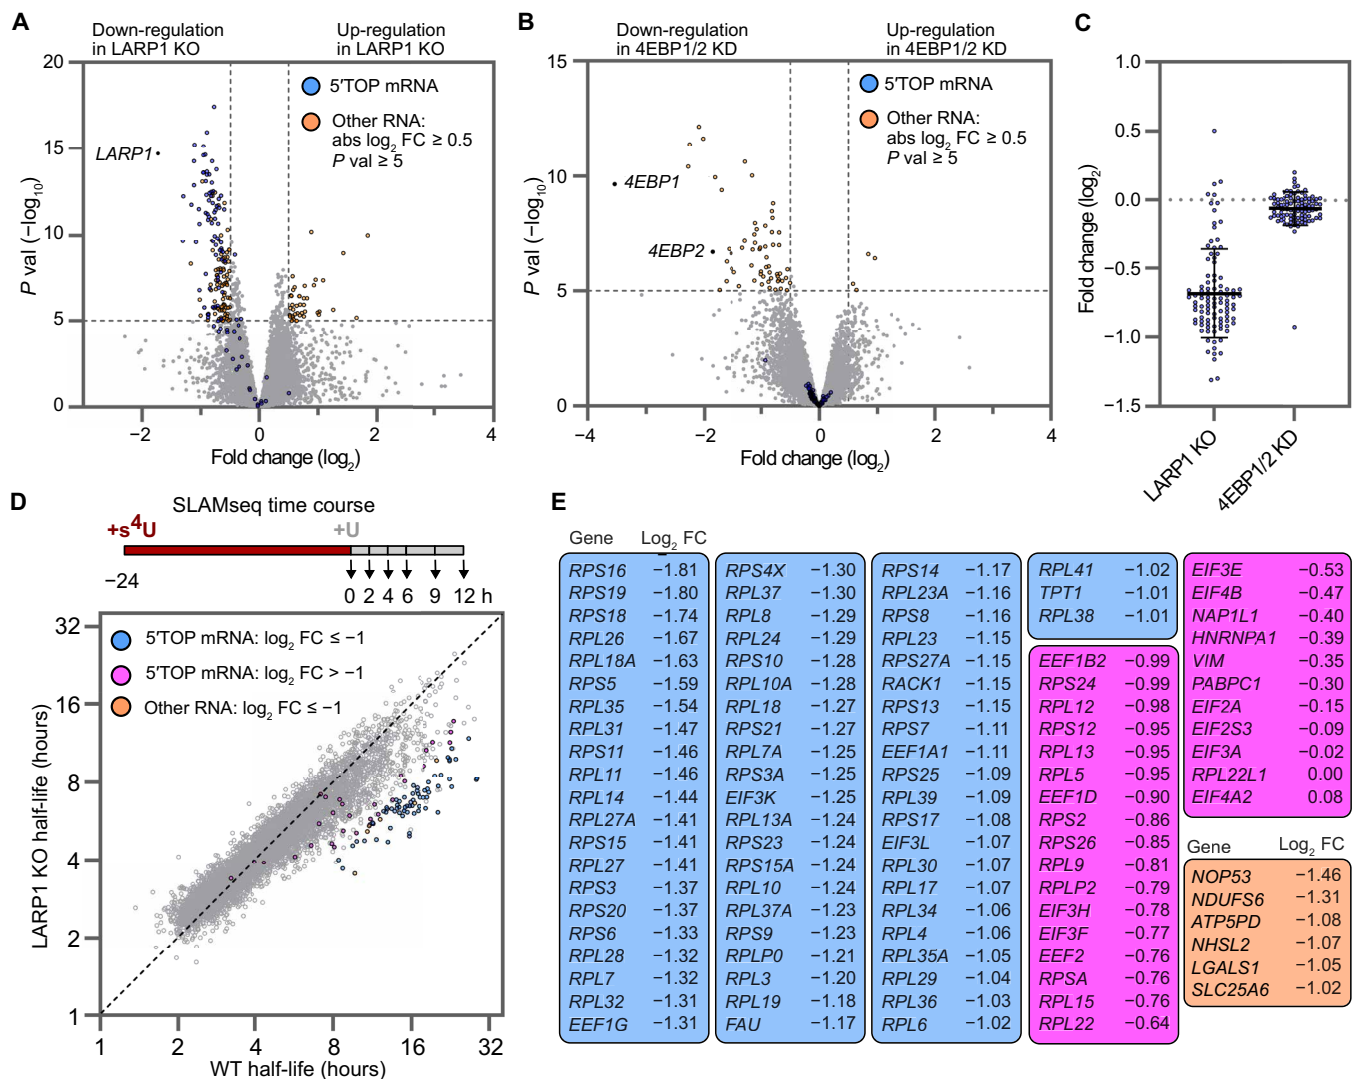 A
Down-regulation
in LARP1 KO
Up-regulation
in LARP1 KO
20
15
10
5
0
P val (−log10)
LARP1
5′TOP mRNA
Other RNA:
abs log2 FC ≥ 0.5
P val ≥ 5
−2
0
2
4
Fold change (log2)
B
Down-regulation
in 4EBP1/2 KD
Up-regulation
in 4EBP1/2 KD
15
10
5
0
P val (−log10)
4EBP1
4EBP2
5′TOP mRNA
Other RNA:
abs log2 FC ≥ 0.5
P val ≥ 5
−4
−2
0
2
4
Fold change (log2)
C
1.0
0.5
0.0
−0.5
−1.0
−1.5
Fold change (log2)
LARP1 KO
4EBP1/2 KD
D
SLAMseq time course
+s4U
+U
−24
0 2 4 6 9 12 h
32
16
8
4
2
1
LARP1 KO half-life (hours)
5′TOP mRNA: log2 FC ≤ −1
5′TOP mRNA: log2 FC > −1
Other RNA: log2 FC ≤ −1
1
2
4
8
16
32
WT half-life (hours)
E
Gene Log2 FC
RPS16 −1.81
RPS19 −1.80
RPS18 −1.74
RPL26 −1.67
RPL18A −1.63
RPS5 −1.59
RPL35 −1.54
RPL31 −1.47
RPS11 −1.46
RPL11 −1.46
RPL14 −1.44
RPL27A −1.41
RPS15 −1.41
RPL27 −1.41
RPS3 −1.37
RPS20 −1.37
RPS6 −1.33
RPL28 −1.32
RPL7 −1.32
RPL32 −1.31
EEF1G −1.31
RPS4X −1.30
RPL37 −1.30
RPL8 −1.29
RPL24 −1.29
RPS10 −1.28
RPL10A −1.28
RPL18 −1.27
RPS21 −1.27
RPL7A −1.25
RPS3A −1.25
EIF3K −1.25
RPL13A −1.24
RPS23 −1.24
RPS15A −1.24
RPL10 −1.24
RPL37A −1.23
RPS9 −1.23
RPLP0 −1.21
RPL3 −1.20
RPL19 −1.18
FAU −1.17
RPS14 −1.17
RPL23A −1.16
RPS8 −1.16
RPL23 −1.15
RPS27A −1.15
RACK1 −1.15
RPS13 −1.15
RPS7 −1.11
EEF1A1 −1.11
RPS25 −1.09
RPL39 −1.09
RPS17 −1.08
EIF3L −1.07
RPL30 −1.07
RPL17 −1.07
RPL34 −1.06
RPL4 −1.06
RPL35A −1.05
RPL29 −1.04
RPL36 −1.03
RPL6 −1.02
RPL41 −1.02
TPT1 −1.01
RPL38 −1.01
EEF1B2 −0.99
RPS24 −0.99
RPL12 −0.98
RPS12 −0.95
RPL13 −0.95
RPL5 −0.95
EEF1D −0.90
RPS2 −0.86
RPS26 −0.85
RPL9 −0.81
RPLP2 −0.79
EIF3H −0.78
EIF3F −0.77
EEF2 −0.76
RPSA −0.76
RPL15 −0.76
RPL22 −0.64
EIF3E −0.53
EIF4B −0.47
NAP1L1 −0.40
HNRNPA1 −0.39
VIM −0.35
PABPC1 −0.30
EIF2A −0.15
EIF2S3 −0.09
EIF3A −0.02
RPL22L1 0.00
EIF4A2 0.08
Gene Log2 FC
NOP53 −1.46
NDUFS6 −1.31
ATP5PD −1.08
NHSL2 −1.07
LGALS1 −1.05
SLC25A6 −1.02